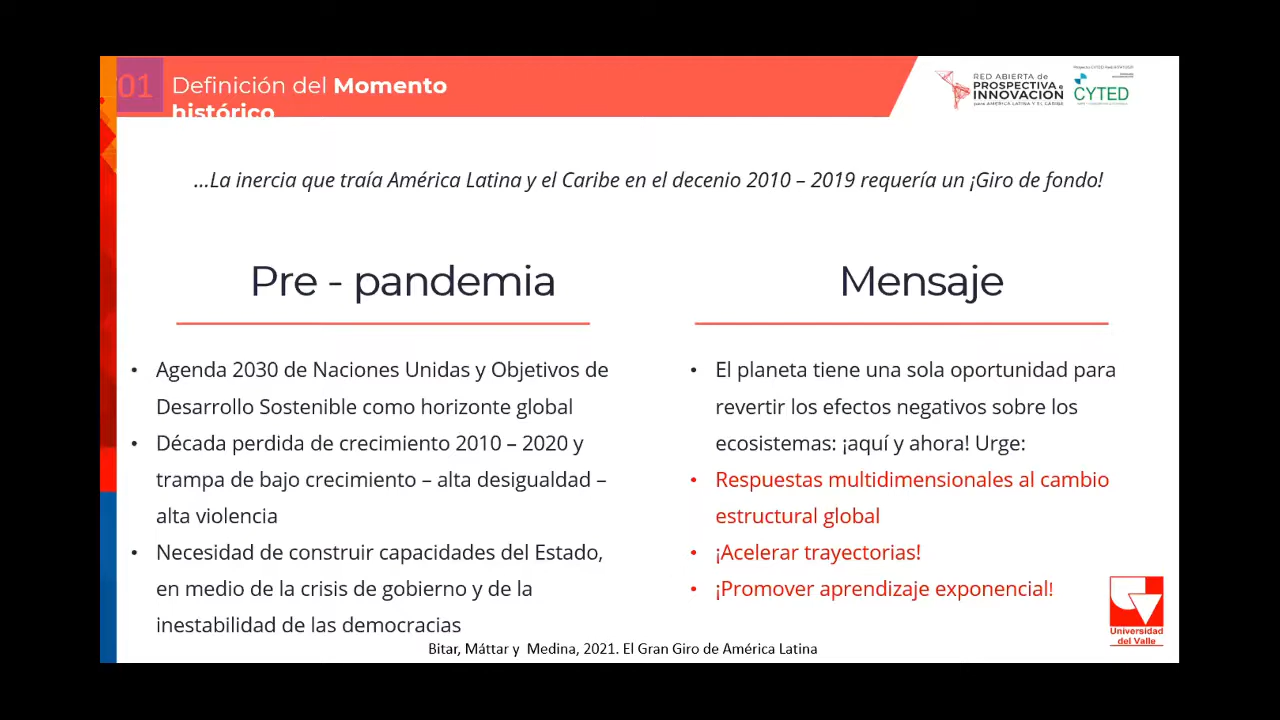 01
Definición del Momento
histórico
RED ABIERTA de
PROSPECTIVA e
INNOVACIÓN
para AMÉRICA LATINA Y EL CARIBE
CYTED
...La inercia que traía América Latina y el Caribe en el decenio 2010 – 2019 requería un ¡Giro de fondo!
Pre - pandemia
• Agenda 2030 de Naciones Unidas y Objetivos de
Desarrollo Sostenible como horizonte global
• Década perdida de crecimiento 2010 – 2020 y
trampa de bajo crecimiento – alta desigualdad –
alta violencia
• Necesidad de construir capacidades del Estado,
en medio de la crisis de gobierno y de la
inestabilidad de las democracias
Mensaje
• El planeta tiene una sola oportunidad para
revertir los efectos negativos sobre los
ecosistemas: ¡aquí y ahora! Urge:
• Respuestas multidimensionales al cambio
estructural global
• ¡Acelerar trayectorias!
• ¡Promover aprendizaje exponencial!
Universidad
del Valle
Bitar, Máttar y Medina, 2021. El Gran Giro de América Latina